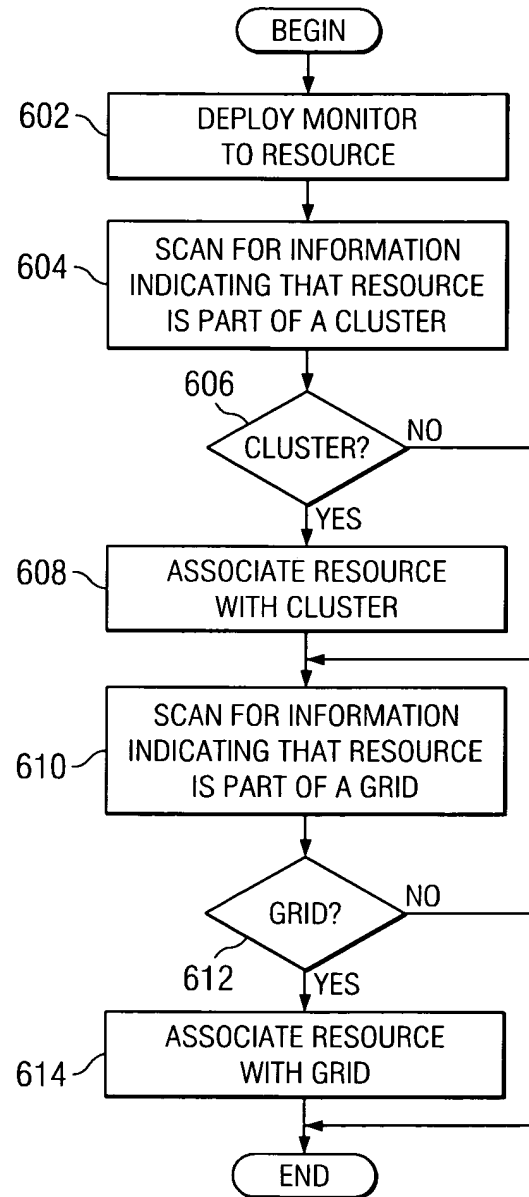 BEGIN
602
DEPLOY MONITOR
TO RESOURCE
604
SCAN FOR INFORMATION
INDICATING THAT RESOURCE
IS PART OF A CLUSTER
606
CLUSTER?
NO
YES
608
ASSOCIATE RESOURCE
WITH CLUSTER
610
SCAN FOR INFORMATION
INDICATING THAT RESOURCE
IS PART OF A GRID
GRID?
NO
612
YES
614
ASSOCIATE RESOURCE
WITH GRID
END